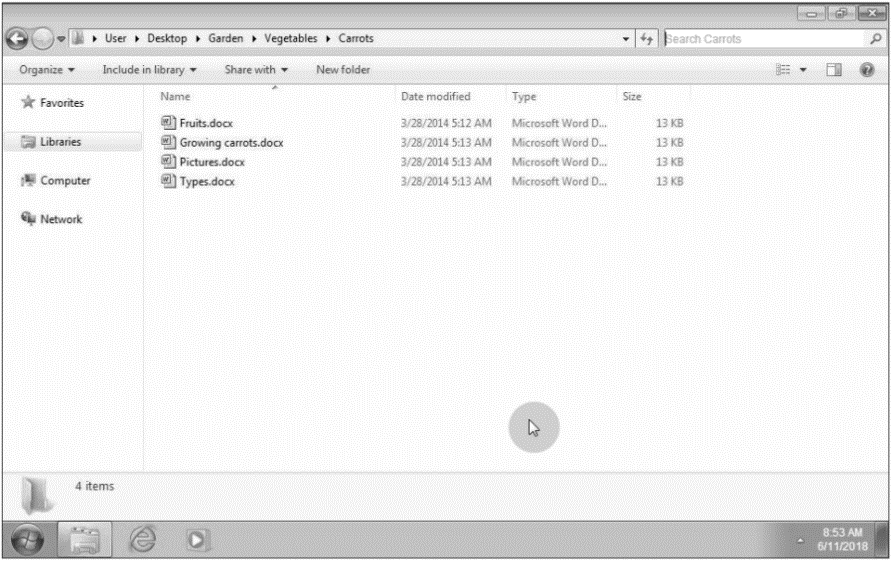 User Desktop Garden Vegetables Carrots Search Carrots
Organize Include in library Share with New folder
Favorites
Libraries
Computer
Network
Name Date modified Type Size
Fruits.docx 3/28/2014 5:12 AM Microsoft Word D... 13 KB
Growing carrots.docx 3/28/2014 5:13 AM Microsoft Word D... 13 KB
Pictures.docx 3/28/2014 5:13 AM Microsoft Word D... 13 KB
Types.docx 3/28/2014 5:13 AM Microsoft Word D... 13 KB
4 items
8:53 AM
6/11/2018